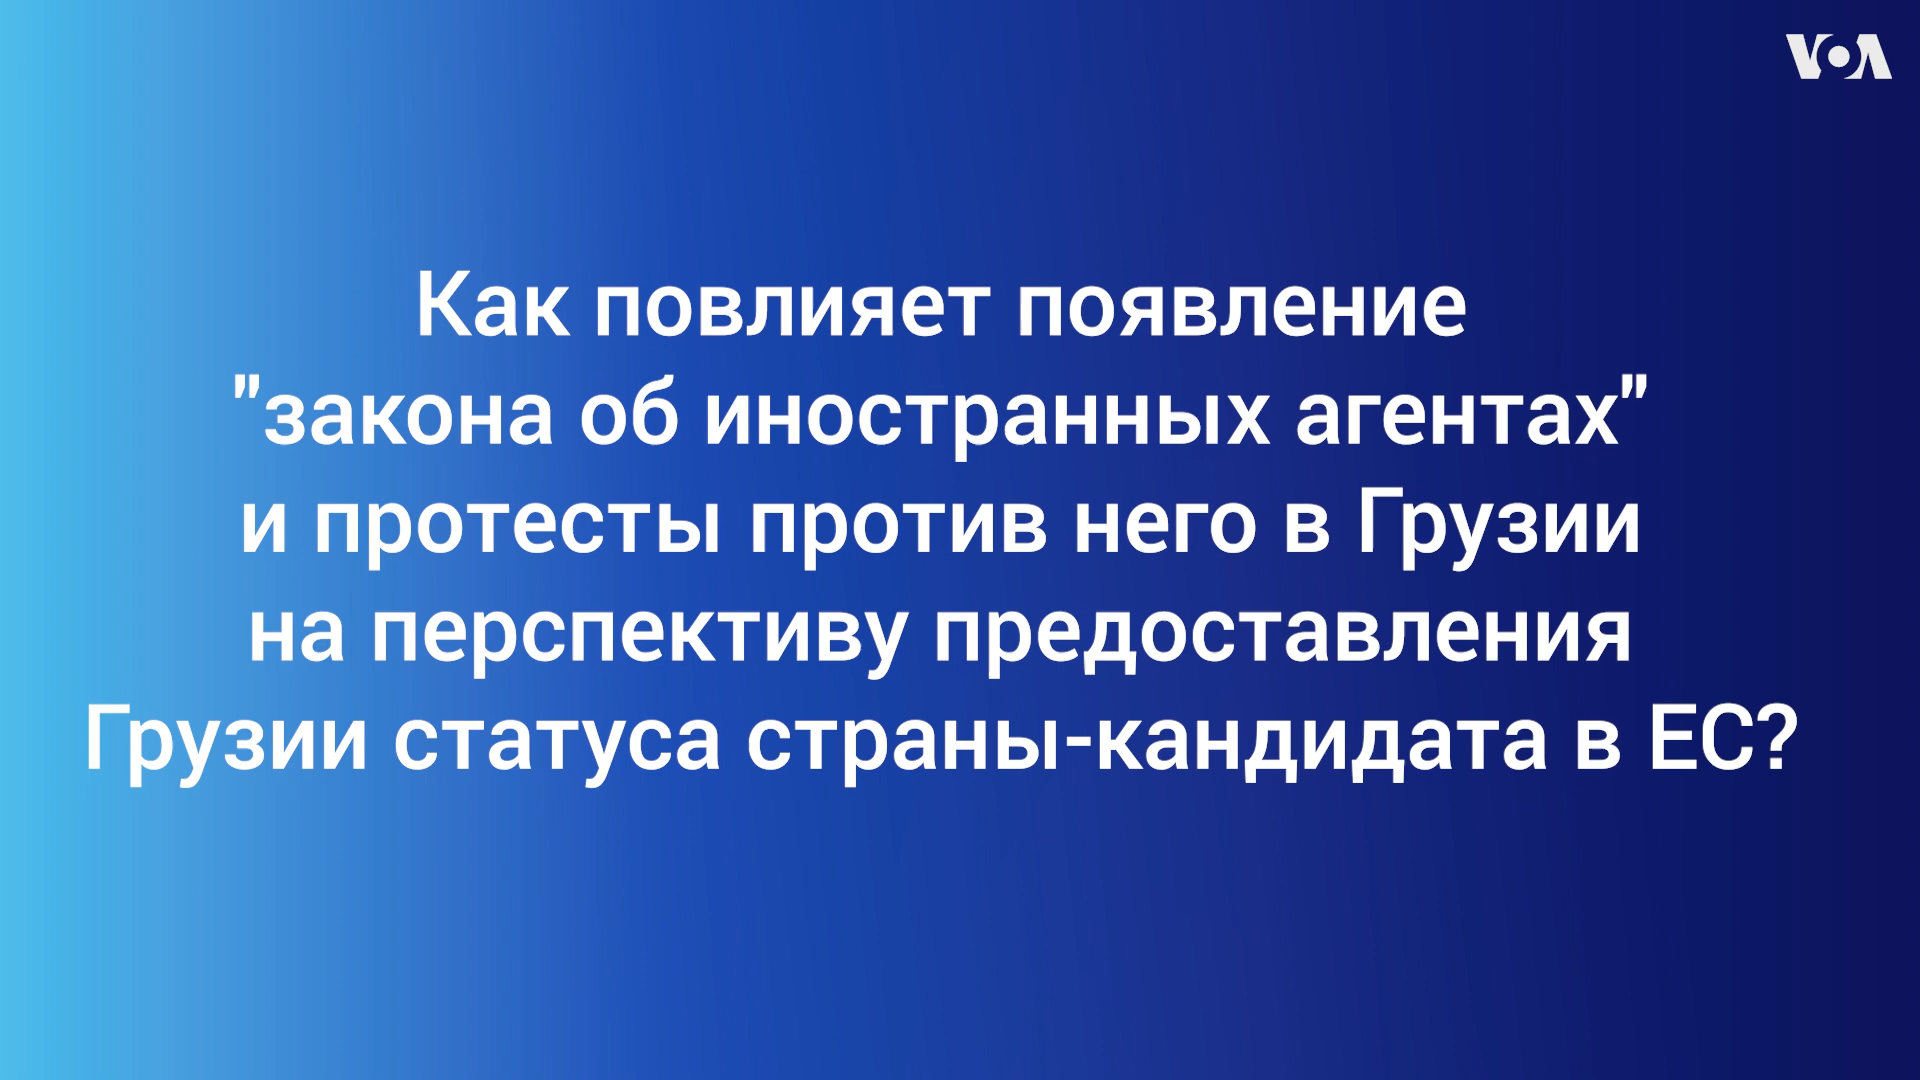 VOA
Как повлияет появление
"закона об иностранных агентах"
и протесты против него в Грузии
на перспективу предоставления
Грузии статуса страны-кандидата в ЕС?